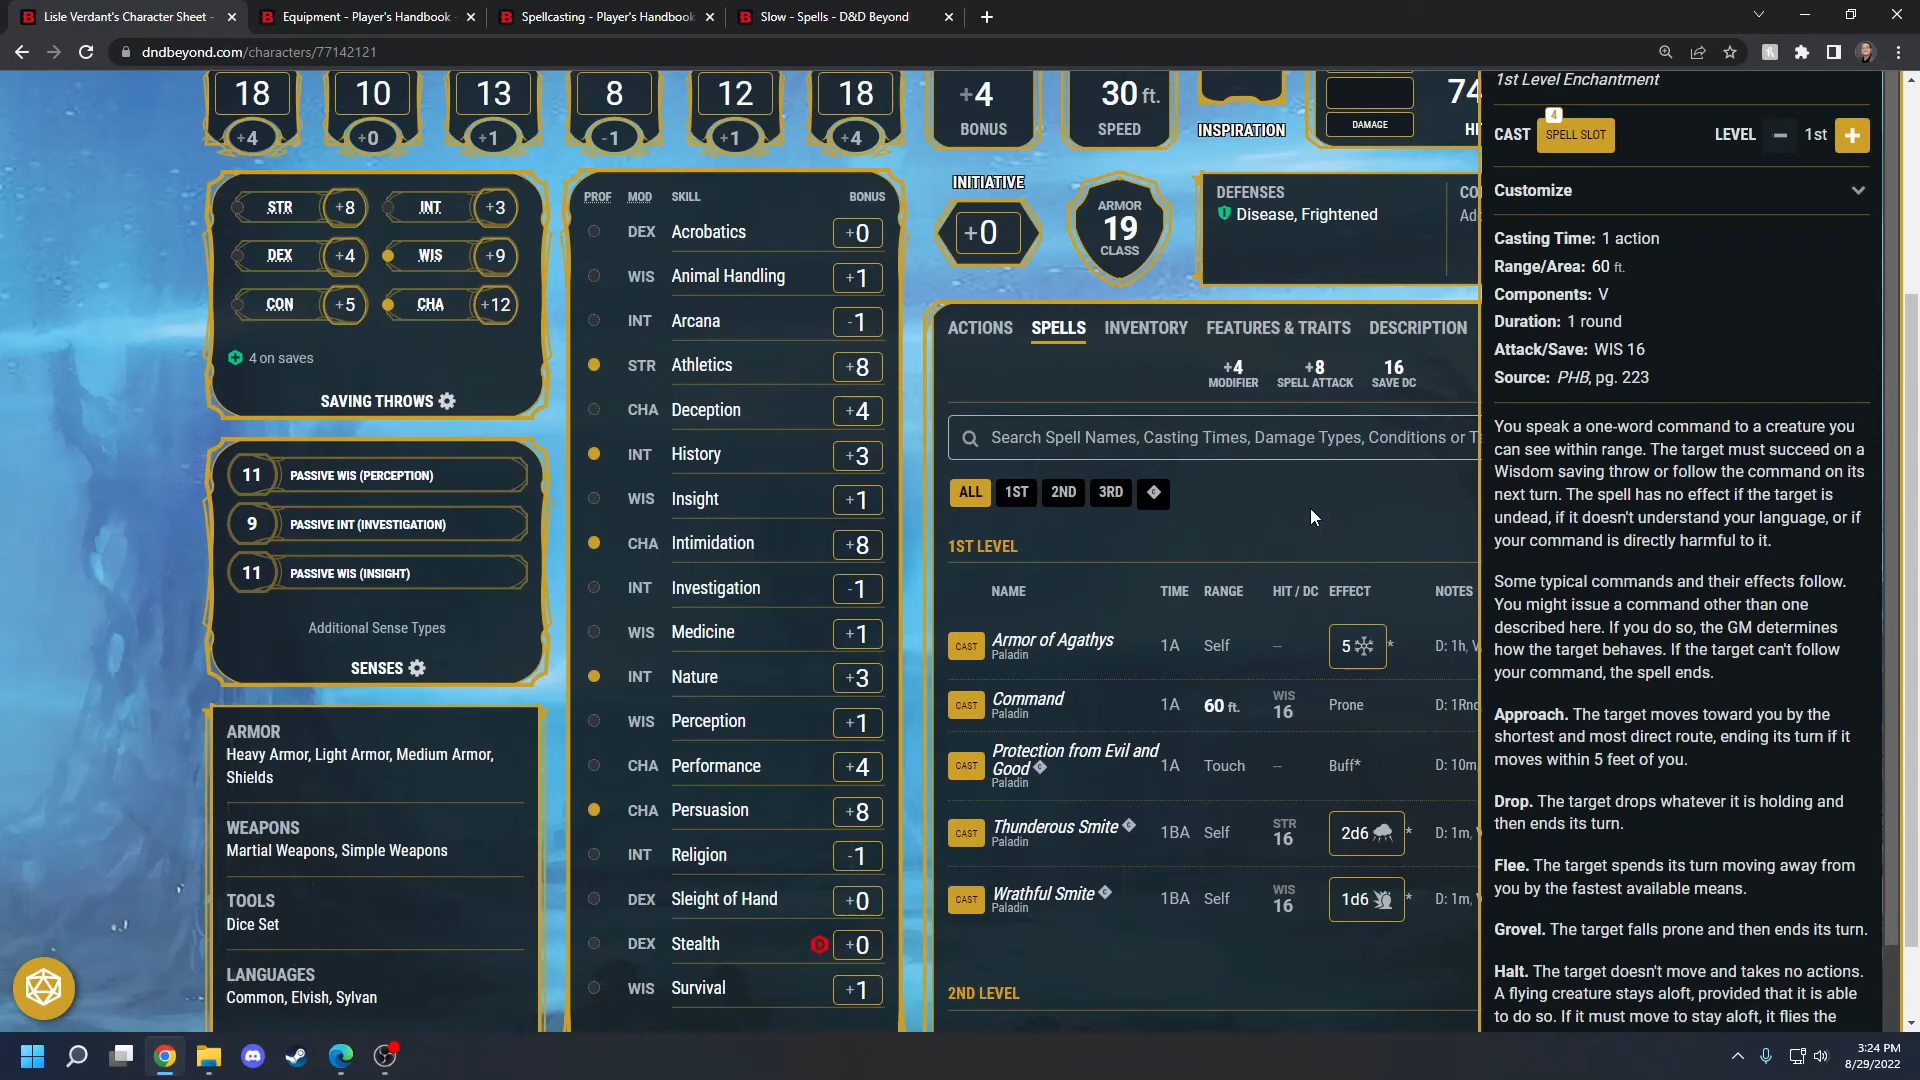 Lisle Verdant's Character Sheet -
Equipment - Player's Handbook -
Spellcasting - Player's Handbook
Slow - Spells - D&D Beyond
dndbeyond.com/characters/77142121
18
+4
10
+0
13
+1
8
-1
12
+1
18
+4
+4
BONUS
30 ft.
SPEED
INSPIRATION
DAMAGE
74
STR +8
INT +3
DEX +4
WIS +9
CON +5
CHA +12
4 on saves
SAVING THROWS
11 PASSIVE WIS (PERCEPTION)
9 PASSIVE INT (INVESTIGATION)
11 PASSIVE WIS (INSIGHT)
Additional Sense Types
SENSES
ARMOR
Heavy Armor, Light Armor, Medium Armor,
Shields
WEAPONS
Martial Weapons, Simple Weapons
TOOLS
Dice Set
LANGUAGES
Common, Elvish, Sylvan
PROF MOD SKILL BONUS
DEX Acrobatics +0
WIS Animal Handling +1
INT Arcana -1
STR Athletics +8
CHA Deception +4
INT History +3
WIS Insight +1
CHA Intimidation +8
INT Investigation -1
WIS Medicine +1
INT Nature +3
WIS Perception +1
CHA Performance +4
CHA Persuasion +8
INT Religion -1
DEX Sleight of Hand +0
DEX Stealth D +0
WIS Survival +1
INITIATIVE
+0
ARMOR
19
CLASS
DEFENSES
Disease, Frightened
CO
Ad
ACTIONS SPELLS INVENTORY FEATURES & TRAITS DESCRIPTION
+4
MODIFIER
+8
SPELL ATTACK
16
SAVE DC
Search Spell Names, Casting Times, Damage Types, Conditions or T
ALL 1ST 2ND 3RD C
1ST LEVEL
NAME TIME RANGE HIT / DC EFFECT NOTES
CAST Armor of Agathys 1A Self -- 5 * D: 1h, V
Paladin
CAST Command 1A 60 ft. WIS 16 Prone D: 1Rnd
Paladin
CAST Protection from Evil and
Good 1A Touch -- Buff* D: 10m,
Paladin
CAST Thunderous Smite 1BA Self STR 16 2d6 * D: 1m,
Paladin
CAST Wrathful Smite 1BA Self WIS 16 1d6 * D: 1m,
Paladin
2ND LEVEL
1st Level Enchantment
4
CAST SPELL SLOT LEVEL − 1st +
Customize
Casting Time: 1 action
Range/Area: 60 ft.
Components: V
Duration: 1 round
Attack/Save: WIS 16
Source: PHB, pg. 223
You speak a one-word command to a creature you
can see within range. The target must succeed on a
Wisdom saving throw or follow the command on its
next turn. The spell has no effect if the target is
undead, if it doesn't understand your language, or if
your command is directly harmful to it.
Some typical commands and their effects follow.
You might issue a command other than one
described here. If you do so, the GM determines
how the target behaves. If the target can't follow
your command, the spell ends.
Approach. The target moves toward you by the
shortest and most direct route, ending its turn if it
moves within 5 feet of you.
Drop. The target drops whatever it is holding and
then ends its turn.
Flee. The target spends its turn moving away from
you by the fastest available means.
Grovel. The target falls prone and then ends its turn.
Halt. The target doesn't move and takes no actions.
A flying creature stays aloft, provided that it is able
to do so. If it must move to stay aloft, it flies the
3:24 PM
8/29/2022